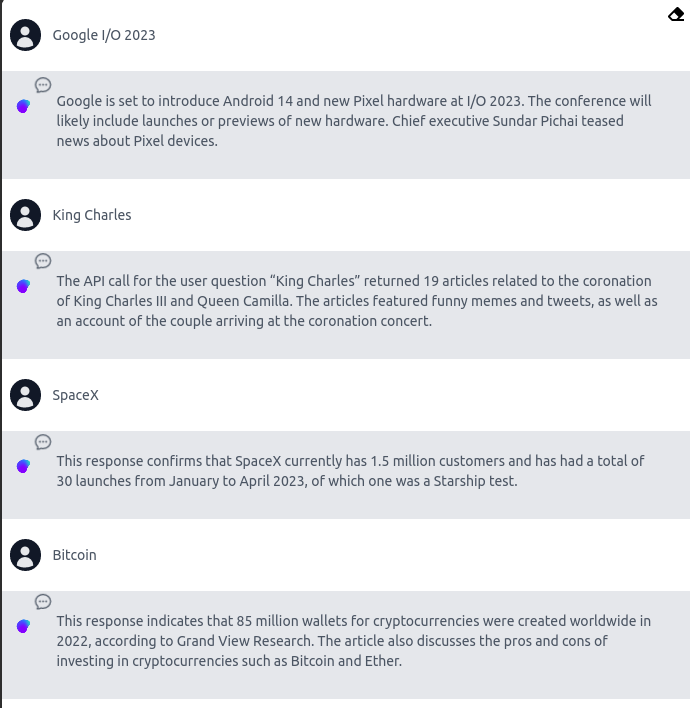 Google I/O 2023
Google is set to introduce Android 14 and new Pixel hardware at I/O 2023. The conference will
likely include launches or previews of new hardware. Chief executive Sundar Pichai teased
news about Pixel devices.
King Charles
The API call for the user question “King Charles” returned 19 articles related to the coronation
of King Charles III and Queen Camilla. The articles featured funny memes and tweets, as well as
an account of the couple arriving at the coronation concert.
SpaceX
This response confirms that SpaceX currently has 1.5 million customers and has had a total of
30 launches from January to April 2023, of which one was a Starship test.
Bitcoin
This response indicates that 85 million wallets for cryptocurrencies were created worldwide in
2022, according to Grand View Research. The article also discusses the pros and cons of
investing in cryptocurrencies such as Bitcoin and Ether.